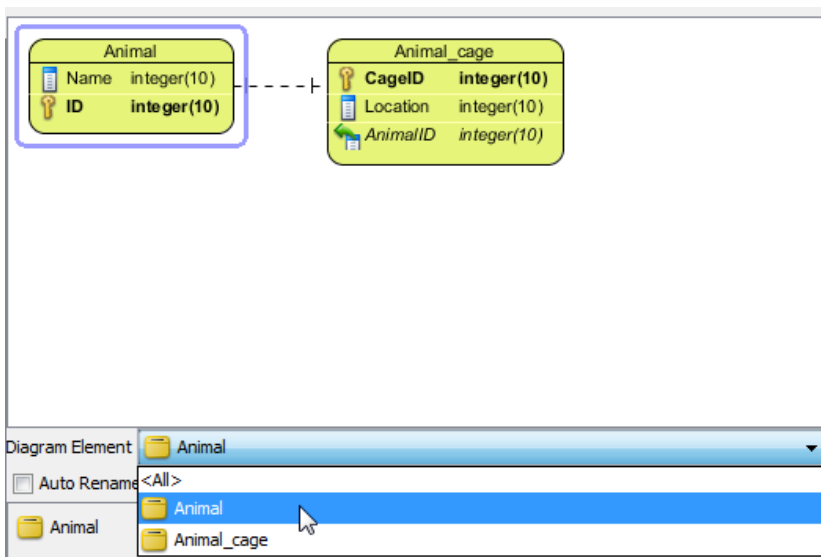 Animal
Name integer(10)
ID integer(10)
Animal_cage
CageID integer(10)
Location integer(10)
AnimalID integer(10)
Diagram Element Animal
Auto Rename <All>
Animal
Animal
Animal_cage